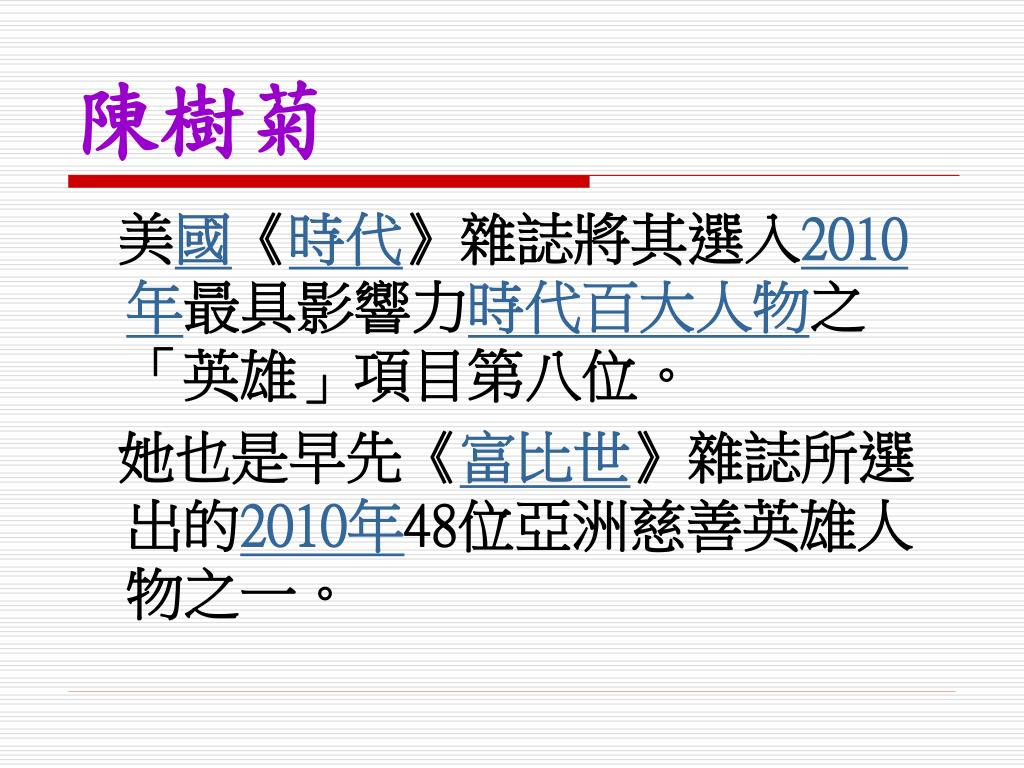 陳樹菊
美國《時代》雜誌將其選入2010
年最具影響力時代百大人物之
「英雄」項目第八位。
她也是早先《富比世》雜誌所選
出的2010年48位亞洲慈善英雄人
物之一。